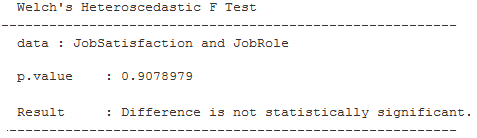 Welch's Heteroscedastic F Test
---------------------------------------------------------
data : JobSatisfaction and JobRole
p.value    : 0.9078979
Result     : Difference is not statistically significant.
---------------------------------------------------------